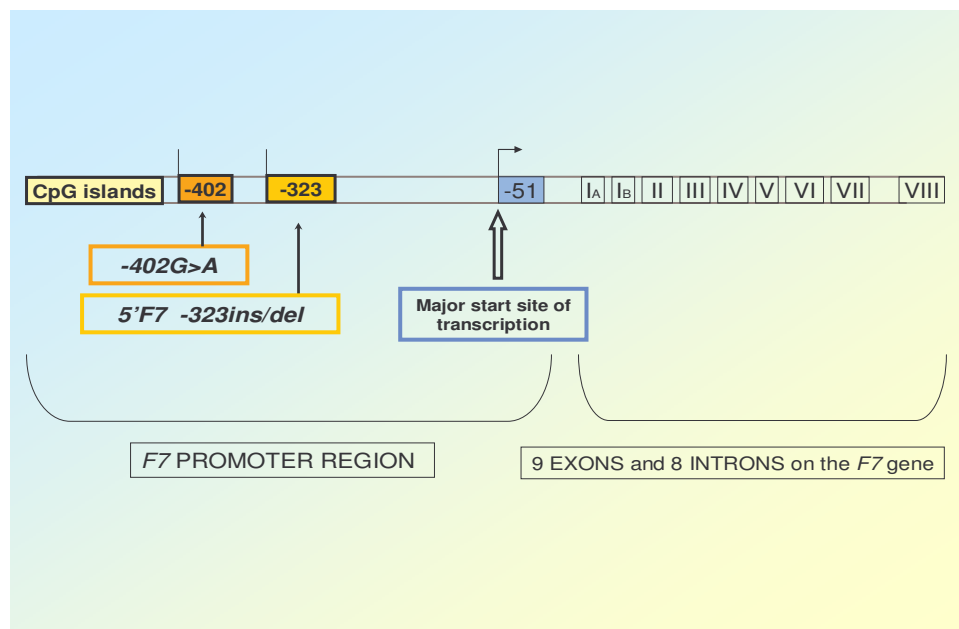 CpG islands
-402
-323
-51
IA
IB
II
III
IV
V
VI
VII
VIII
-402G>A
5’F7 -323ins/del
Major start site of
transcription
F7 PROMOTER REGION
9 EXONS and 8 INTRONS on the F7 gene